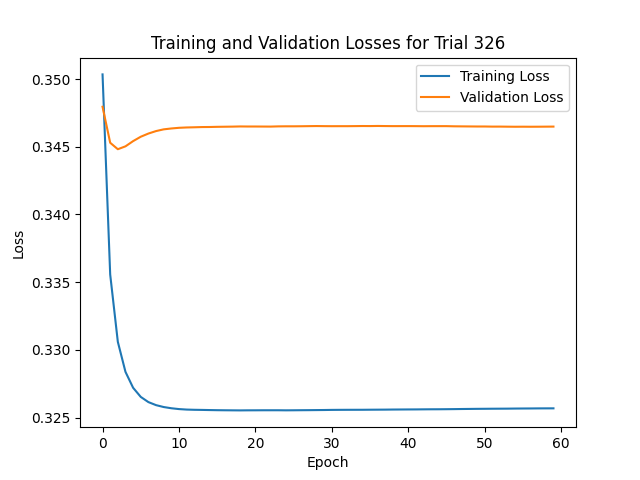 Training and Validation Losses for Trial 326
Training Loss
Validation Loss
Loss
0.350
0.345
0.340
0.335
0.330
0.325
0 10 20 30 40 50 60
Epoch